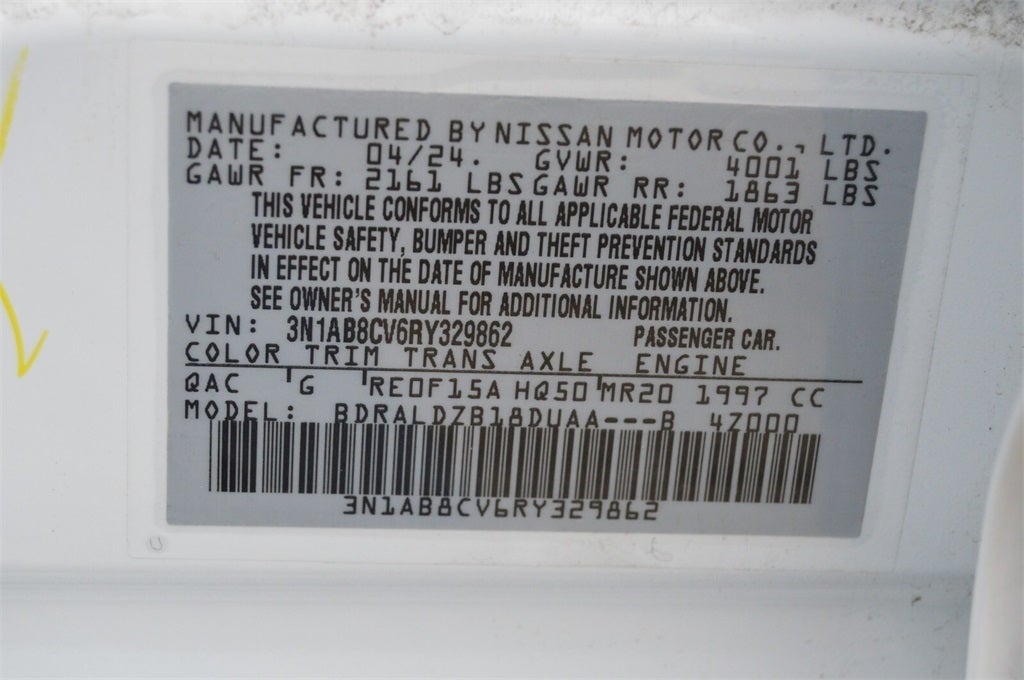 MANUFACTURED BY NISSAN MOTOR CO., LTD.
DATE: 04/24. GVWR: 4001 LBS
GAWR FR: 2161 LBS GAWR RR: 1863 LBS
THIS VEHICLE CONFORMS TO ALL APPLICABLE FEDERAL MOTOR
VEHICLE SAFETY, BUMPER AND THEFT PREVENTION STANDARDS
IN EFFECT ON THE DATE OF MANUFACTURE SHOWN ABOVE.
SEE OWNER'S MANUAL FOR ADDITIONAL INFORMATION.
VIN: 3N1AB8CV6RY329862 PASSENGER CAR.
COLOR TRIM TRANS AXLE ENGINE
QAC G RE0F15A HQ50 MR20 1997 CC
MODEL: BDRALDZB18DUAA---B 4Z000
3N1AB8CV6RY329862